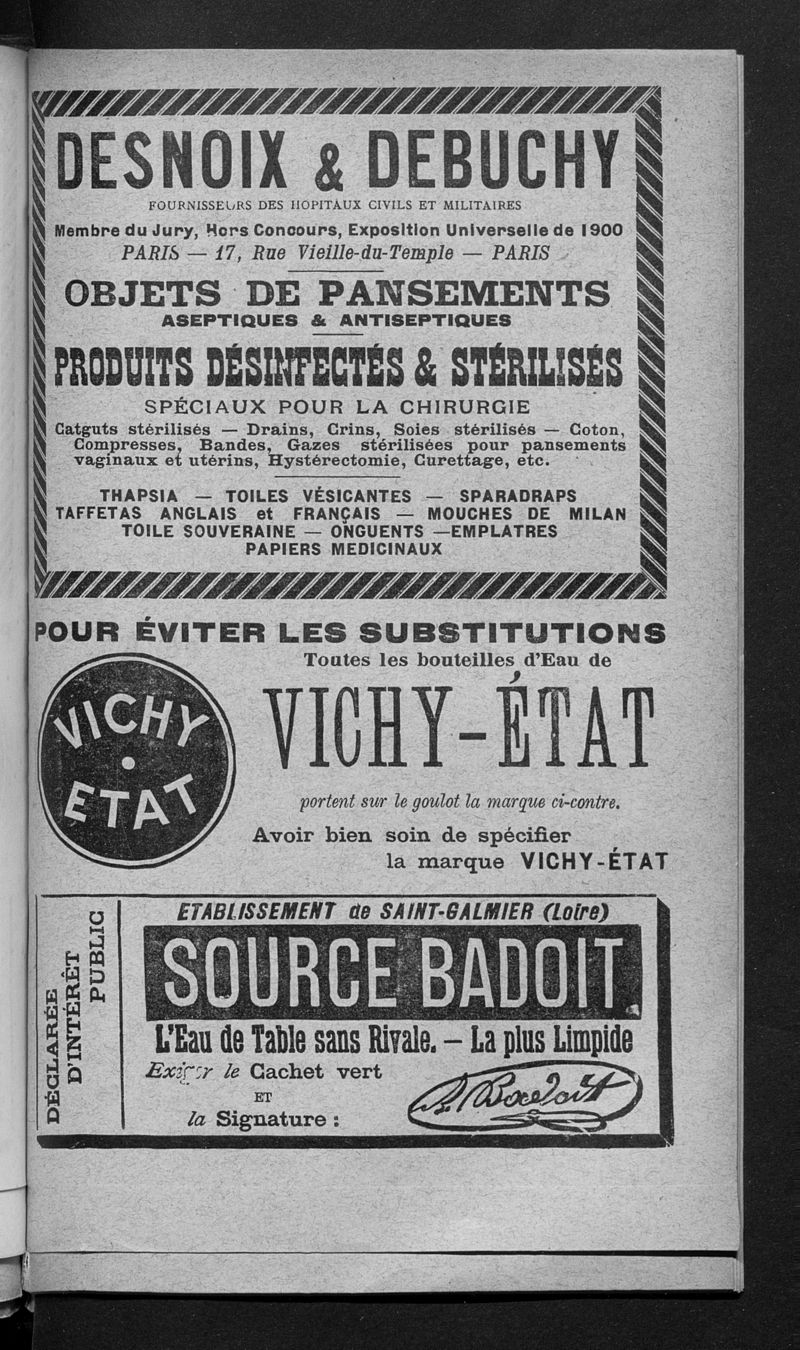 DESNOIX & DEBUCHY
FOURNISSEURS DES HOPITAUX CIVILS ET MILITAIRES
Membre du Jury, Hors Concours, Exposition Universelle de 1900
PARIS — 17, Rue Vieille-du-Temple — PARIS
OBJETS DE PANSEMENTS
ASEPTIQUES & ANTISEPTIQUES
PRODUITS DÉSINFECTÉS & STÉRILISÉS
SPÉCIAUX POUR LA CHIRURGIE
Catguts stérilisés — Drains, Crins, Soies stérilisés — Coton,
Compresses, Bandes, Gazes stérilisées pour pansements
vaginaux et utérins, Hystérectomie, Curettage, etc.
THAPSIA — TOILES VÉSICANTES — SPARADRAPS
TAFFETAS ANGLAIS et FRANÇAIS — MOUCHES DE MILAN
TOILE SOUVERAINE — ONGUENTS — EMPLATRES
PAPIERS MEDICINAUX
POUR ÉVITER LES SUBSTITUTIONS
Toutes les bouteilles d'Eau de
VICHY-ÉTAT
portent sur le goulot la marque ci-contre.
Avoir bien soin de spécifier
la marque VICHY-ÉTAT
VICHY
ETAT
DÉCLARÉE
D'INTÉRÊT
PUBLIC
ETABLISSEMENT de SAINT-GALMIER (Loire)
SOURCE BADOIT
L'Eau de Table sans Rivale. — La plus Limpide
Exiger le Cachet vert
ET
la Signature :
A. Badoit